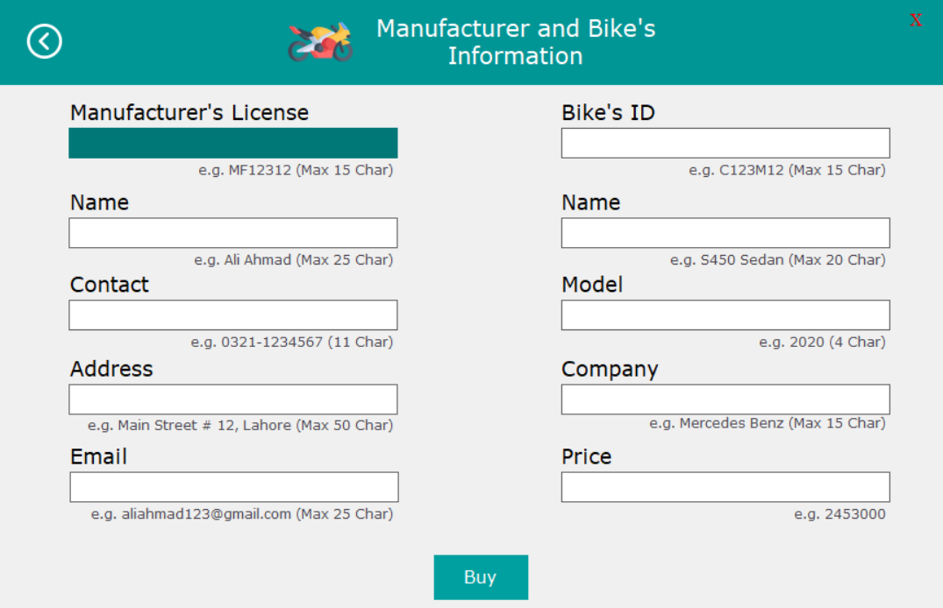 Manufacturer and Bike's
Information
X
Manufacturer's License
e.g. MF12312 (Max 15 Char)
Name
e.g. Ali Ahmad (Max 25 Char)
Contact
e.g. 0321-1234567 (11 Char)
Address
e.g. Main Street # 12, Lahore (Max 50 Char)
Email
e.g. aliahmad123@gmail.com (Max 25 Char)
Bike's ID
e.g. C123M12 (Max 15 Char)
Name
e.g. S450 Sedan (Max 20 Char)
Model
e.g. 2020 (4 Char)
Company
e.g. Mercedes Benz (Max 15 Char)
Price
e.g. 2453000
Buy